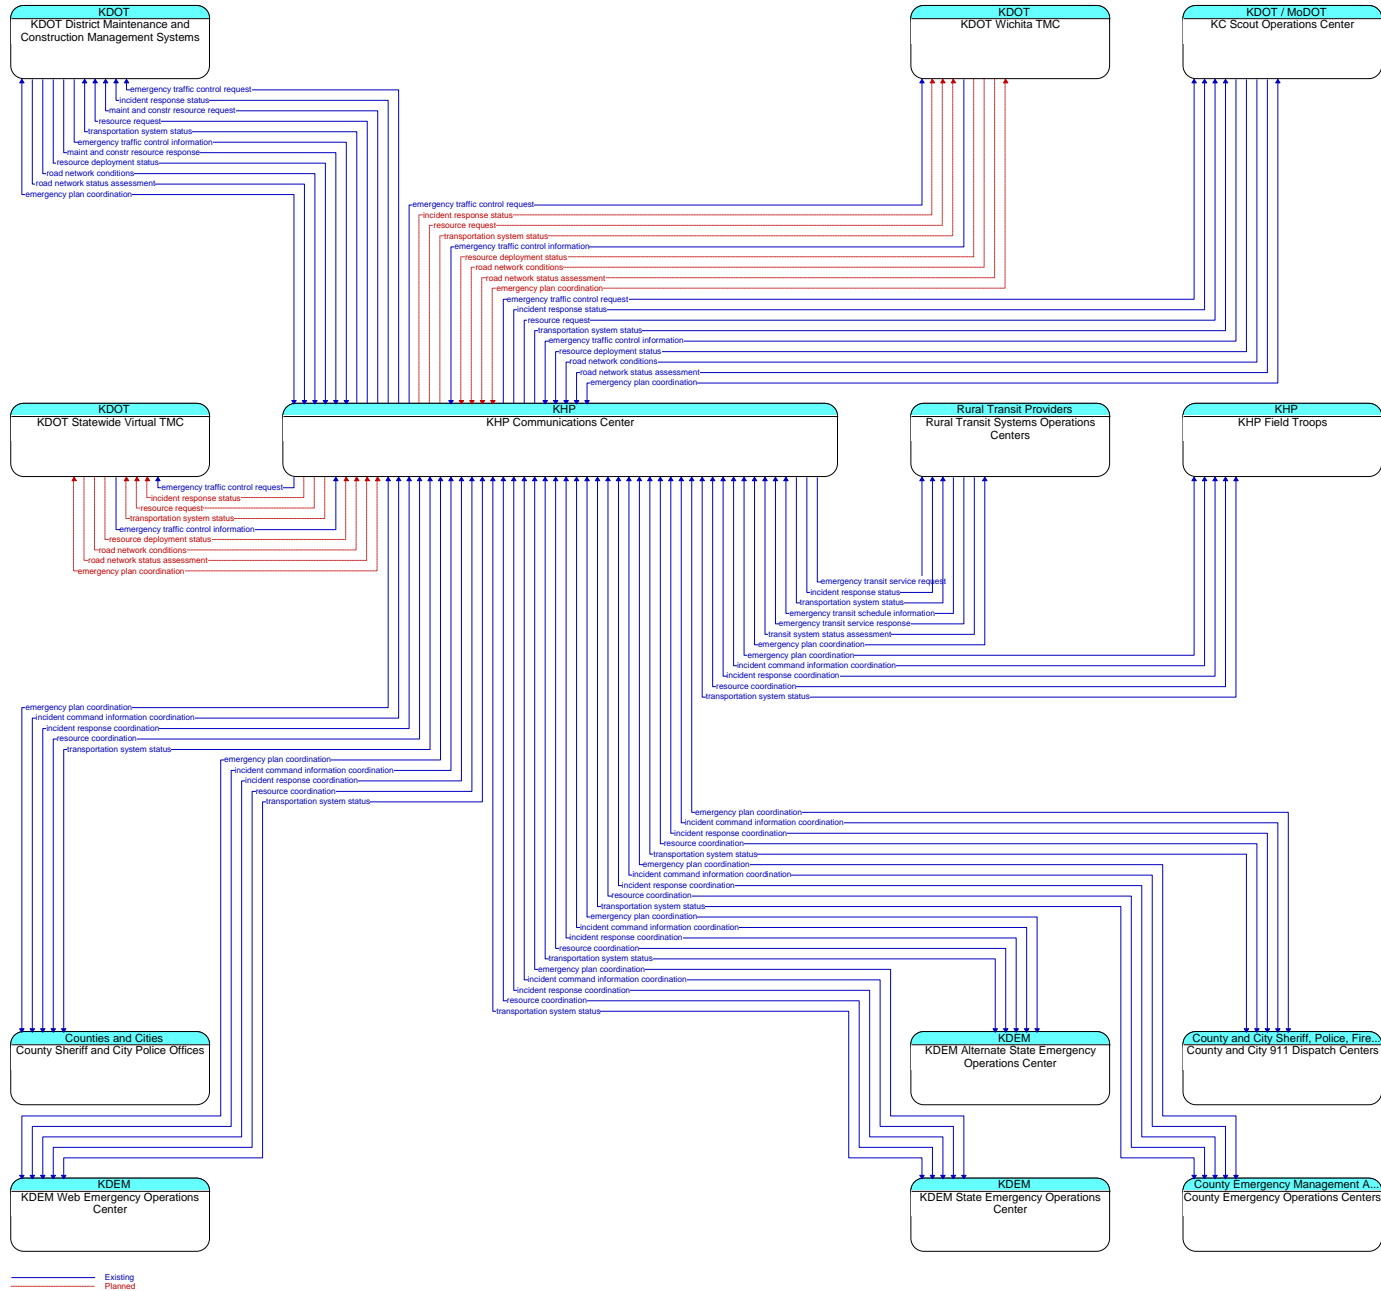 KDOT
KDOT District Maintenance and
Construction Management Systems
KDOT
KDOT Wichita TMC
KDOT / MoDOT
KC Scout Operations Center
emergency traffic control request
incident response status
maint and constr resource request
resource request
transportation system status
emergency traffic control information
maint and constr resource response
resource deployment status
road network conditions
road network status assessment
emergency plan coordination
emergency traffic control request
incident response status
resource request
transportation system status
emergency traffic control information
resource deployment status
road network conditions
road network status assessment
emergency plan coordination
emergency traffic control request
incident response status
resource request
transportation system status
emergency traffic control information
resource deployment status
road network conditions
road network status assessment
emergency plan coordination
KDOT
KDOT Statewide Virtual TMC
KHP
KHP Communications Center
Rural Transit Providers
Rural Transit Systems Operations
Centers
KHP
KHP Field Troops
emergency traffic control request
incident response status
resource request
transportation system status
emergency traffic control information
resource deployment status
road network conditions
road network status assessment
emergency plan coordination
emergency transit service request
incident response status
transportation system status
emergency transit schedule information
emergency transit service response
transit system status assessment
emergency plan coordination
emergency plan coordination
incident command information coordination
incident response coordination
resource coordination
transportation system status
emergency plan coordination
incident command information coordination
incident response coordination
resource coordination
transportation system status
emergency plan coordination
incident command information coordination
incident response coordination
resource coordination
transportation system status
emergency plan coordination
incident command information coordination
incident response coordination
resource coordination
transportation system status
emergency plan coordination
incident command information coordination
incident response coordination
resource coordination
transportation system status
emergency plan coordination
incident command information coordination
incident response coordination
resource coordination
transportation system status
emergency plan coordination
incident command information coordination
incident response coordination
resource coordination
transportation system status
Counties and Cities
County Sheriff and City Police Offices
KDEM
KDEM Alternate State Emergency
Operations Center
County and City Sheriff, Police, Fire...
County and City 911 Dispatch Centers
KDEM
KDEM Web Emergency Operations
Center
KDEM
KDEM State Emergency Operations
Center
County Emergency Management A...
County Emergency Operations Centers
Existing
Planned